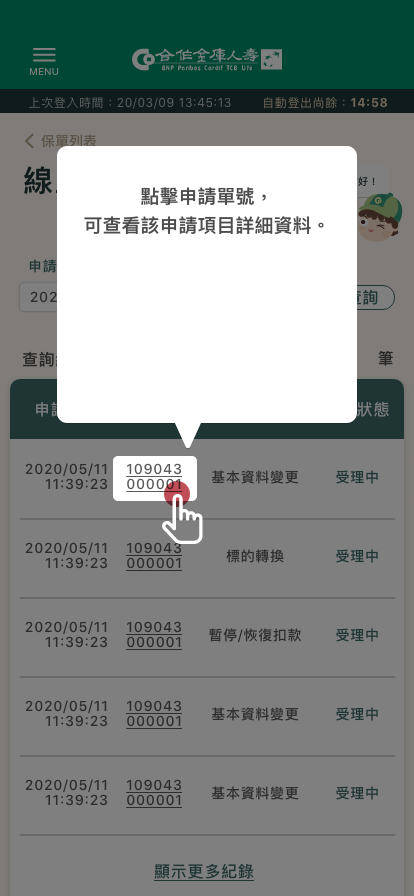 MENU
合作金庫人壽
BNP Paribas Cardif TCB Life
上次登入時間：20/03/09 13:45:13
自動登出尚餘：14:58
保單列表
線
好！
點擊申請單號，
可查看該申請項目詳細資料。
申請
202
查詢
查詢
筆
申
狀態
2020/05/11 11:39:23
109043 000001
基本資料變更
受理中
2020/05/11 11:39:23
109043 000001
標的轉換
受理中
2020/05/11 11:39:23
109043 000001
暫停/恢復扣款
受理中
2020/05/11 11:39:23
109043 000001
基本資料變更
受理中
2020/05/11 11:39:23
109043 000001
基本資料變更
受理中
顯示更多紀錄